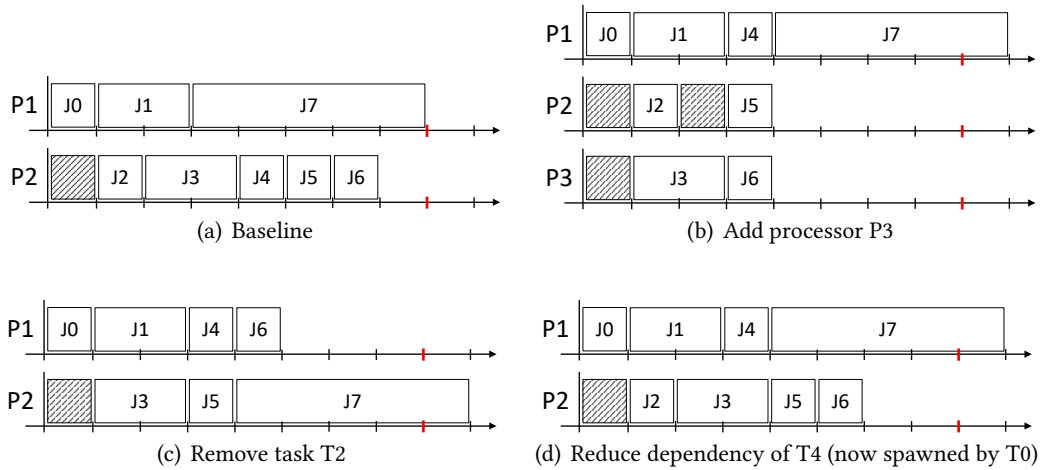 P1 J0 J1 J7
P2 J2 J3 J4 J5 J6
(a) Baseline
P1 J0 J1 J4 J7
P2 J2 J5
P3 J3 J6
(b) Add processor P3
P1 J0 J1 J4 J6
P2 J3 J5 J7
(c) Remove task T2
P1 J0 J1 J4 J7
P2 J2 J3 J5 J6
(d) Reduce dependency of T4 (now spawned by T0)